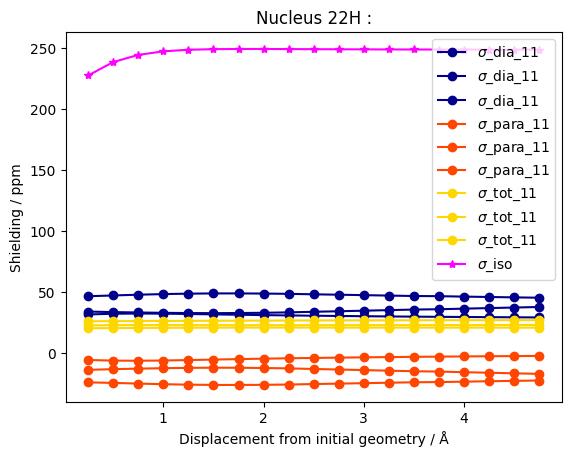 Nucleus 22H :
250
200
150
100
50
0
Shielding / ppm
σ_dia_11
σ_dia_11
σ_dia_11
σ_para_11
σ_para_11
σ_para_11
σ_tot_11
σ_tot_11
σ_tot_11
σ_iso
1 2 3 4
Displacement from initial geometry / Å